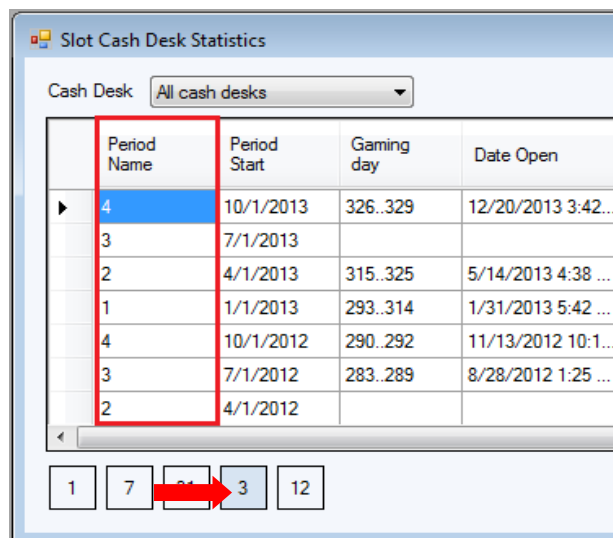 Slot Cash Desk Statistics
Cash Desk All cash desks
Period Name Period Start Gaming day Date Open
4 10/1/2013 326..329 12/20/2013 3:42...
3 7/1/2013
2 4/1/2013 315..325 5/14/2013 4:38 ...
1 1/1/2013 293..314 1/31/2013 5:42 ...
4 10/1/2012 290..292 11/13/2012 10:1...
3 7/1/2012 283..289 8/28/2012 1:25 ...
2 4/1/2012
1 7 3 12